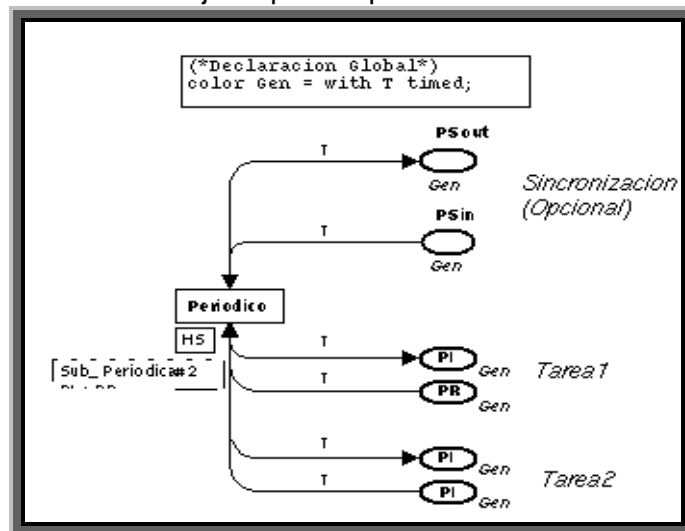 (*Declaracion Global*)
color Gen = with T timed;
PSout
T
Gen
Sincronizacion
(Opcional)
PSin
T
Gen
Periodico
HS
Sub_Periodica#2
T
PI
Gen
Tarea1
T
PR
Gen
T
PI
Gen
Tarea2
T
PI
Gen